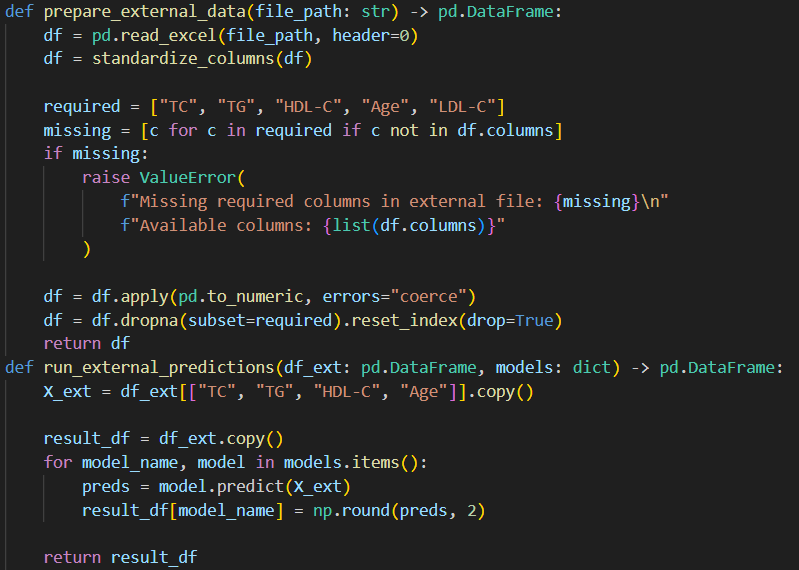 def prepare_external_data(file_path: str) -> pd.DataFrame:
    df = pd.read_excel(file_path, header=0)
    df = standardize_columns(df)

    required = ["TC", "TG", "HDL-C", "Age", "LDL-C"]
    missing = [c for c in required if c not in df.columns]
    if missing:
        raise ValueError(
            f"Missing required columns in external file: {missing}\n"
            f"Available columns: {list(df.columns)}"
        )

    df = df.apply(pd.to_numeric, errors="coerce")
    df = df.dropna(subset=required).reset_index(drop=True)
    return df
def run_external_predictions(df_ext: pd.DataFrame, models: dict) -> pd.DataFrame:
    X_ext = df_ext[["TC", "TG", "HDL-C", "Age"]].copy()

    result_df = df_ext.copy()
    for model_name, model in models.items():
        preds = model.predict(X_ext)
        result_df[model_name] = np.round(preds, 2)

    return result_df